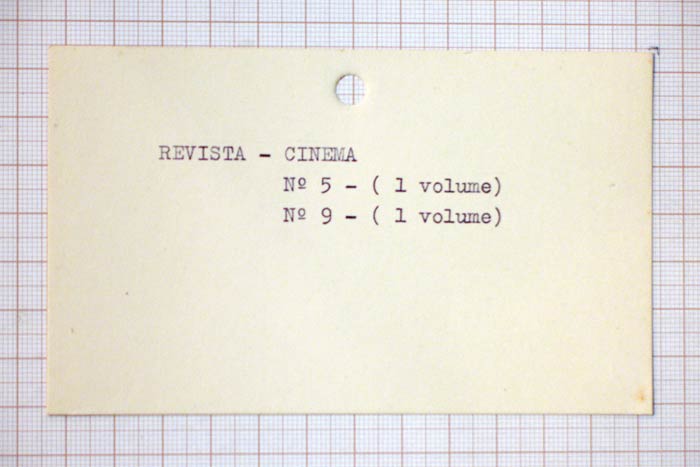 REVISTA - CINEMA
Nº 5 - ( 1 volume)
Nº 9 - ( 1 volume)